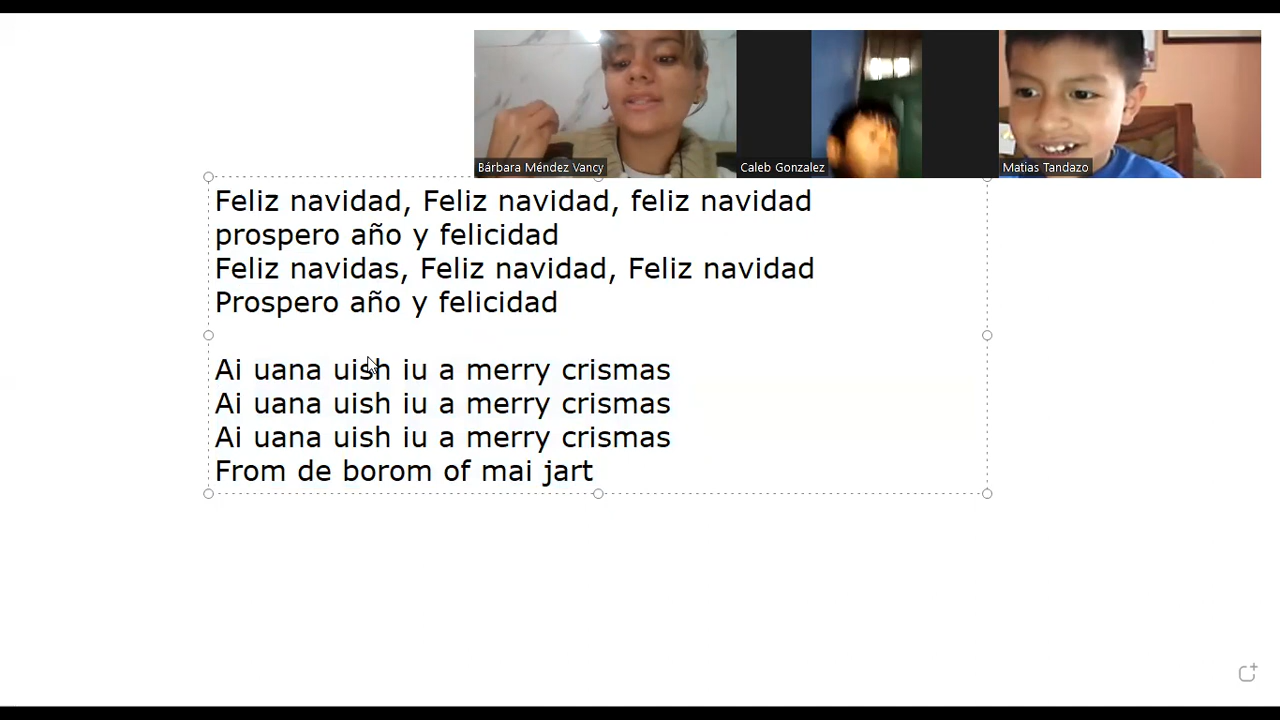 Bárbara Méndez Vancy
Caleb Gonzalez
Matias Tandazo
Feliz navidad, Feliz navidad, feliz navidad
prospero año y felicidad
Feliz navidas, Feliz navidad, Feliz navidad
Prospero año y felicidad
Ai uana uish iu a merry crismas
Ai uana uish iu a merry crismas
Ai uana uish iu a merry crismas
From de borom of mai jart